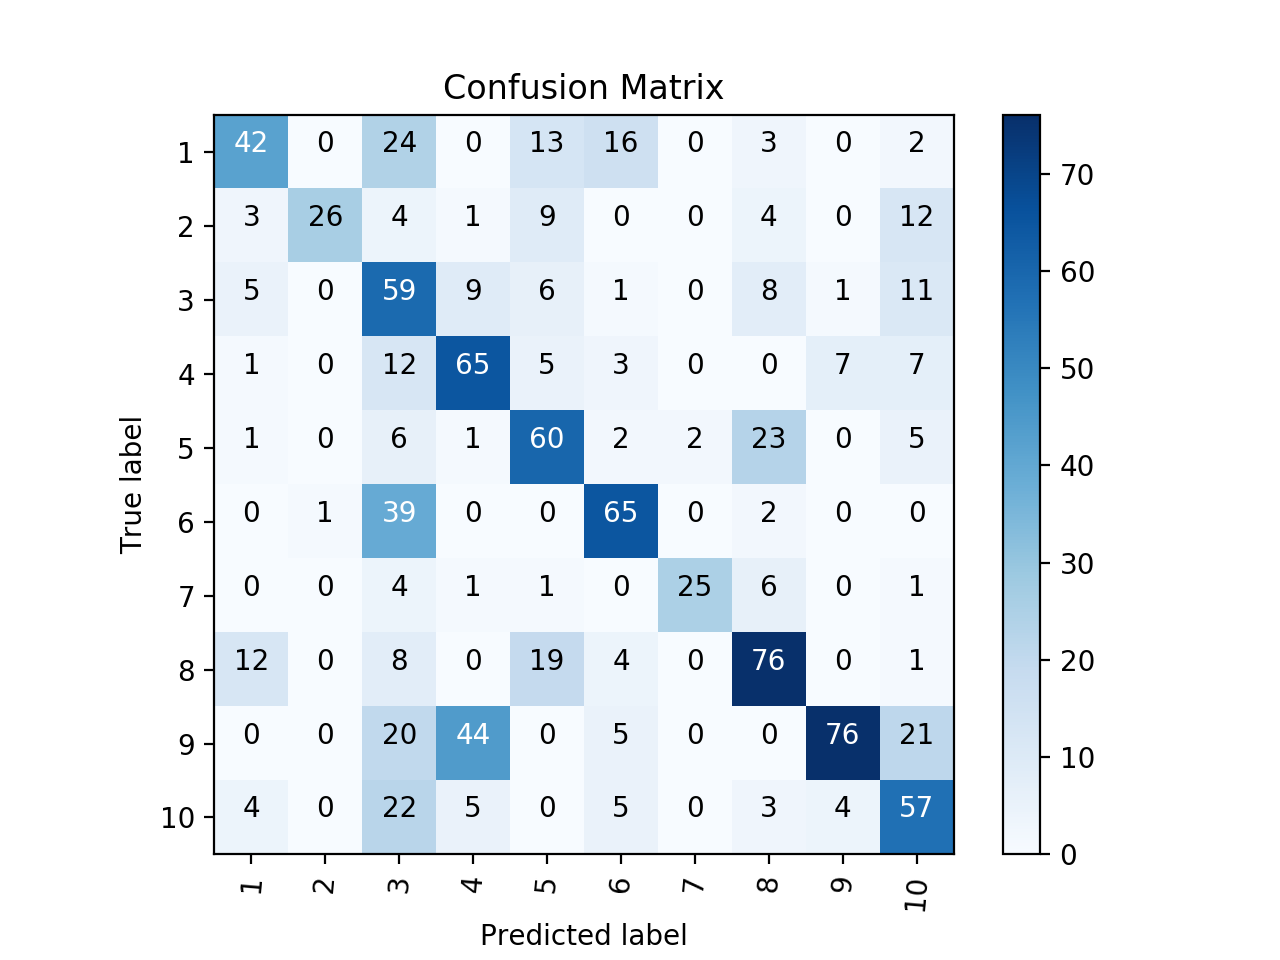 Confusion Matrix
1 42 0 24 0 13 16 0 3 0 2
2 3 26 4 1 9 0 0 4 0 12
3 5 0 59 9 6 1 0 8 1 11
4 1 0 12 65 5 3 0 0 7 7
5 1 0 6 1 60 2 2 23 0 5
6 0 1 39 0 0 65 0 2 0 0
7 0 0 4 1 1 0 25 6 0 1
8 12 0 8 0 19 4 0 76 0 1
9 0 0 20 44 0 5 0 0 76 21
10 4 0 22 5 0 5 0 3 4 57
1 2 3 4 5 6 7 8 9 10
True label
Predicted label
70
60
50
40
30
20
10
0